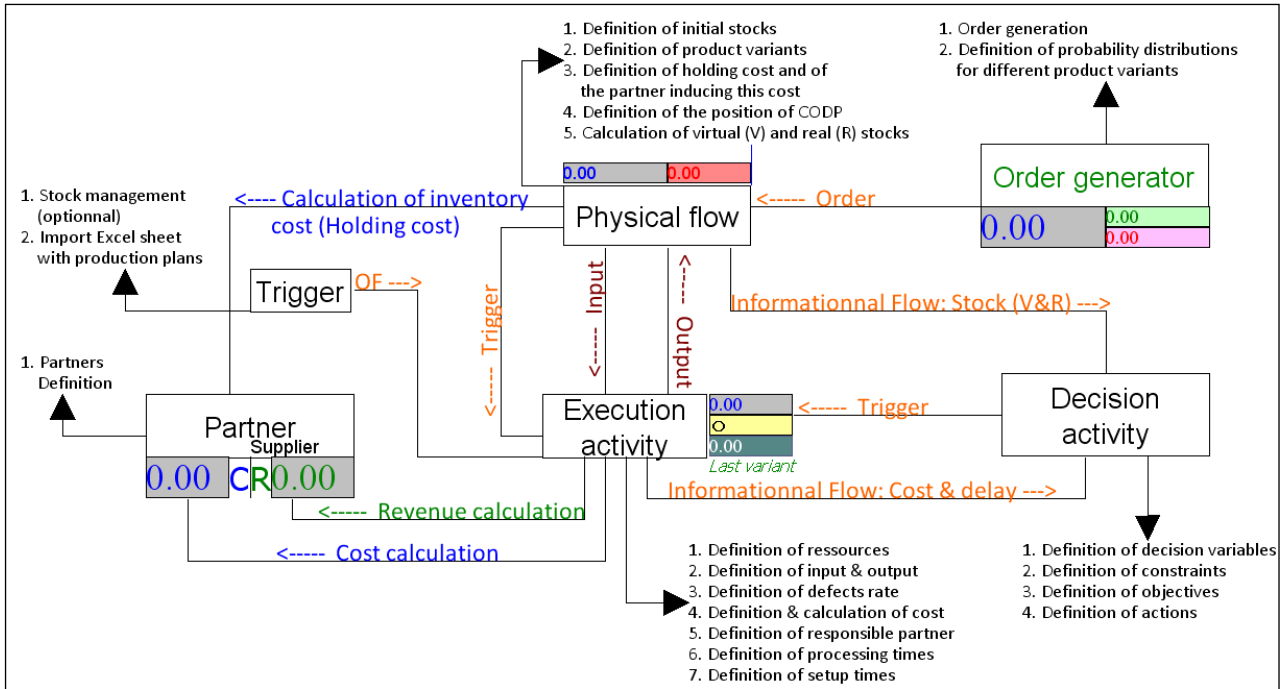 1. Definition of initial stocks
2. Definition of product variants
3. Definition of holding cost and of
the partner inducing this cost
4. Definition of the position of CODP
5. Calculation of virtual (V) and real (R) stocks
1. Order generation
2. Definition of probability distributions
for different product variants
0.00
0.00
Physical flow
<----- Order
Order generator
0.00
0.00
0.00
1. Stock management
(optionnal)
2. Import Excel sheet
with production plans
<---- Calculation of inventory
cost (Holding cost)
Trigger
OF --->
<----- Trigger
<----- Input
Output ---->
Informationnal Flow: Stock (V&R) --->
1. Partners
Definition
Partner
Supplier
0.00
C
R
0.00
Execution
activity
0.00
O
0.00
Last variant
<----- Trigger
Decision
activity
Informationnal Flow: Cost & delay --->
<----- Revenue calculation
<----- Cost calculation
1. Definition of ressources
2. Definition of input & output
3. Definition of defects rate
4. Definition & calculation of cost
5. Definition of responsible partner
6. Definition of processing times
7. Definition of setup times
1. Definition of decision variables
2. Definition of constraints
3. Definition of objectives
4. Definition of actions